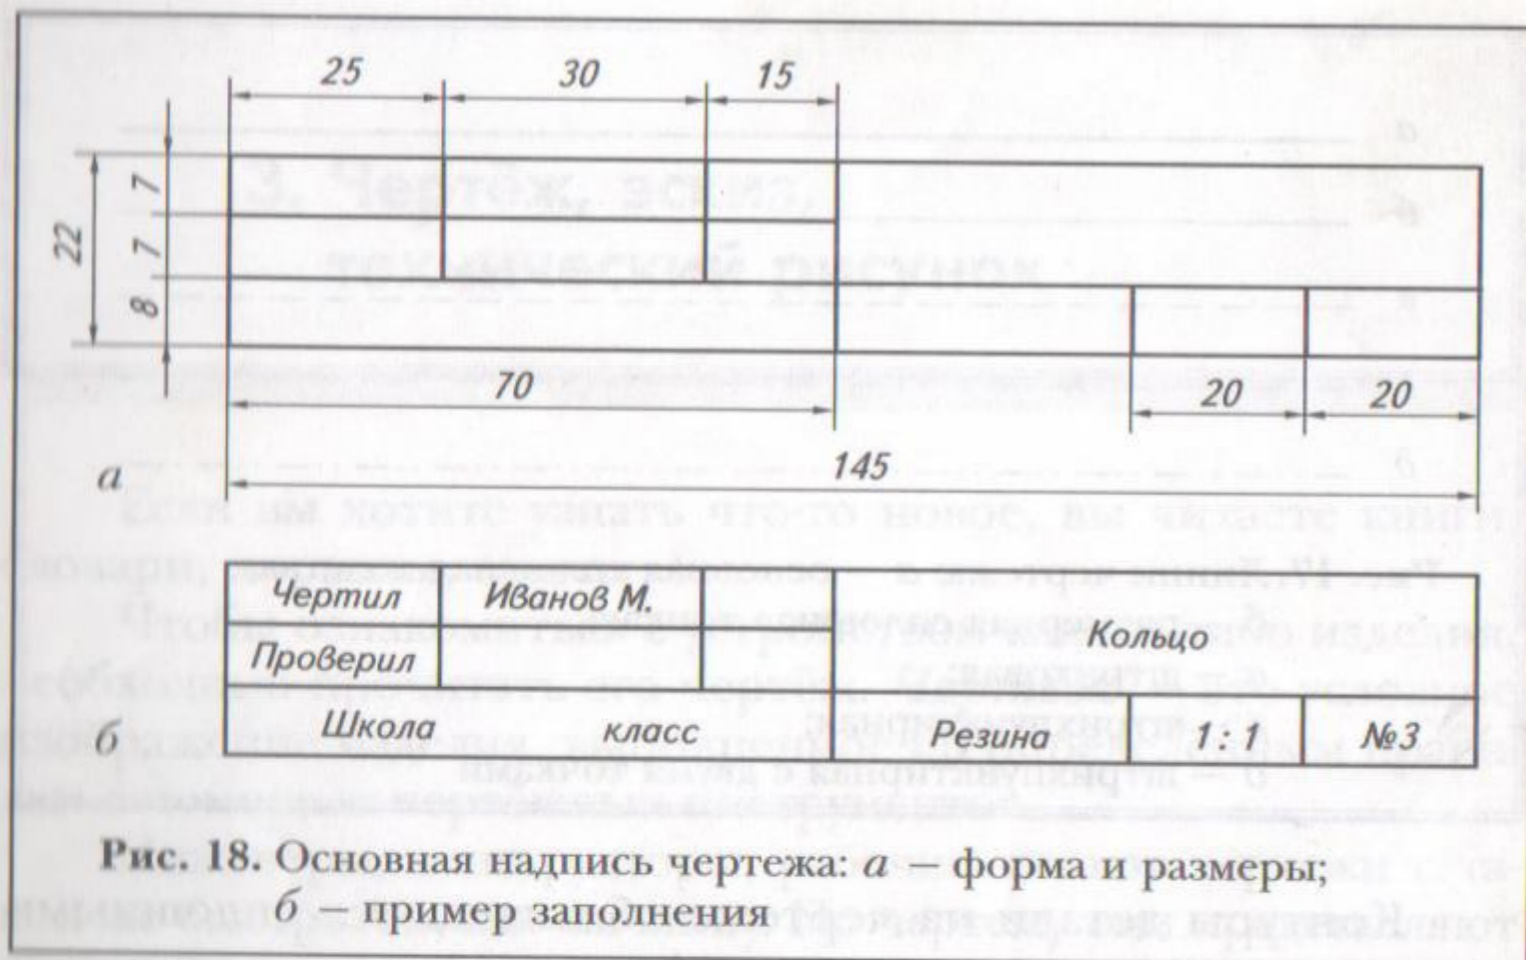 25 30 15
7
22
7
8
70
20 20
145
а
Чертил Иванов М.
Кольцо
Проверил
б Школа класс Резина 1:1 №3
Рис. 18. Основная надпись чертежа: а – форма и размеры;
б – пример заполнения